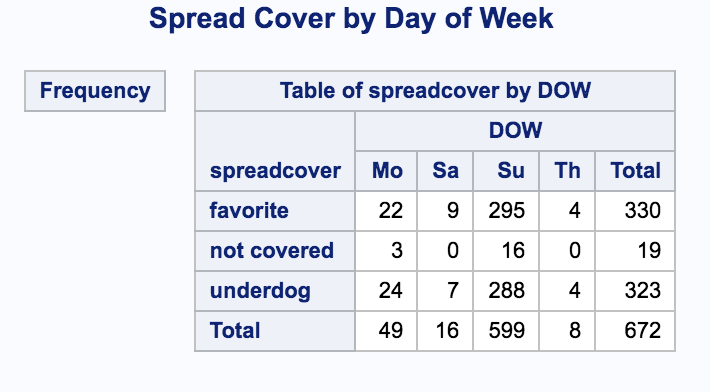 Spread Cover by Day of Week
Frequency
Table of spreadcover by DOW
DOW
spreadcover Mo Sa Su Th Total
favorite 22 9 295 4 330
not covered 3 0 16 0 19
underdog 24 7 288 4 323
Total 49 16 599 8 672